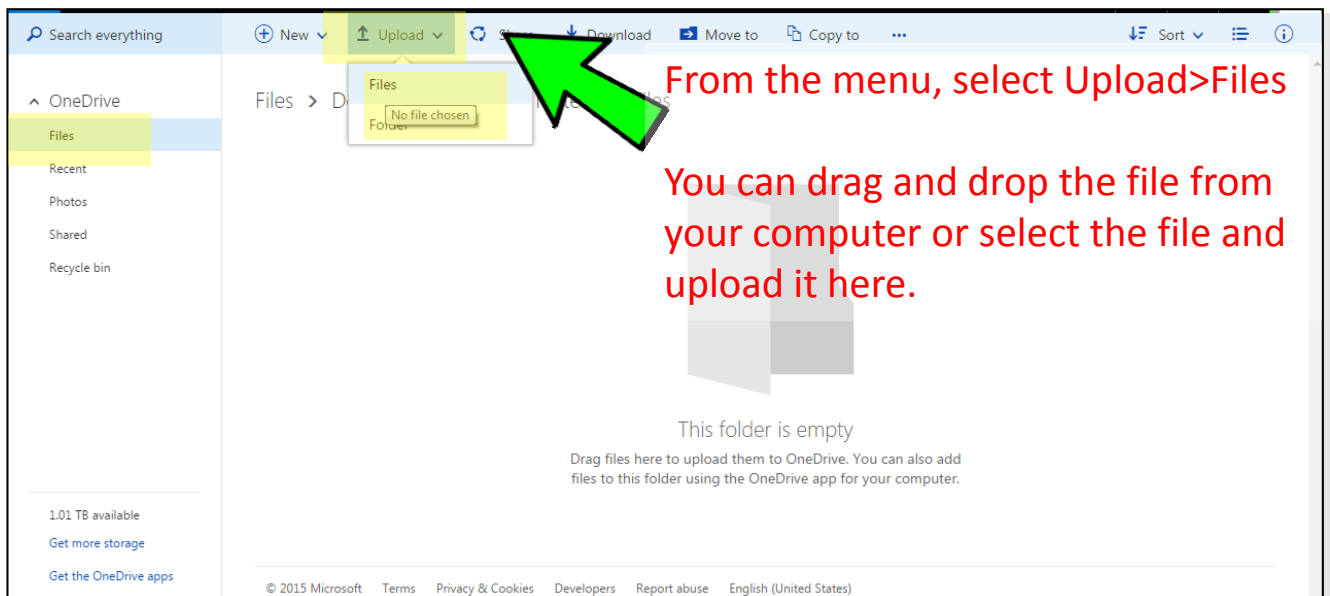 Search everything
New
Upload
Download
Move to
Copy to
Sort
From the menu, select Upload>Files
Files
No file chosen
Folder
OneDrive
Files > D
Files
Recent
Photos
Shared
Recycle bin
You can drag and drop the file from
your computer or select the file and
upload it here.
This folder is empty
Drag files here to upload them to OneDrive. You can also add
files to this folder using the OneDrive app for your computer.
1.01 TB available
Get more storage
Get the OneDrive apps
© 2015 Microsoft Terms Privacy & Cookies Developers Report abuse English (United States)